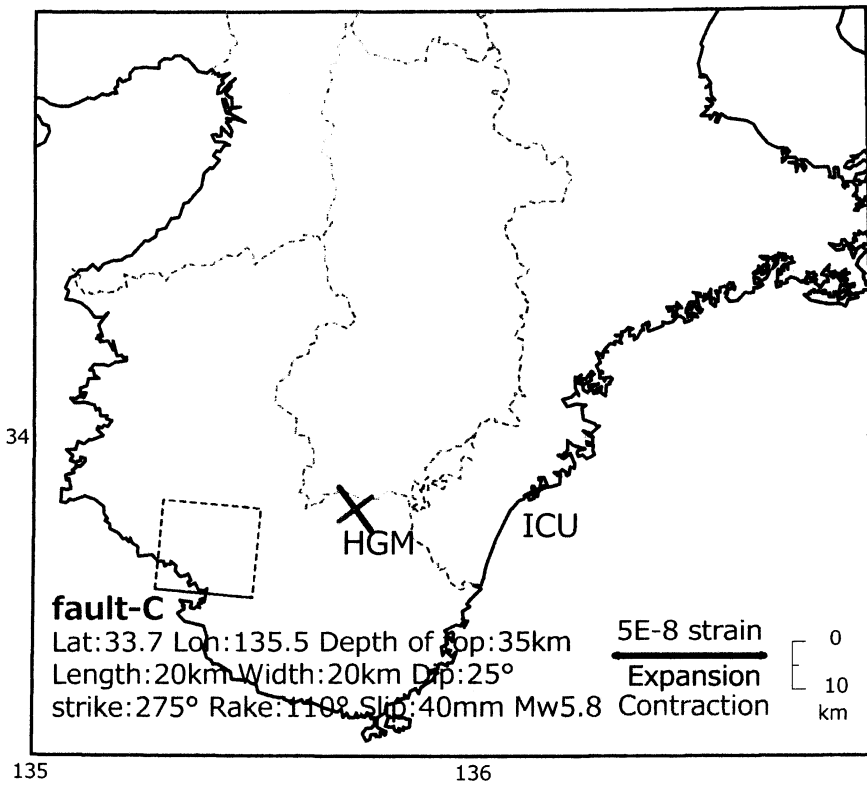 34
HGM
ICU
fault-C
Lat:33.7 Lon:135.5 Depth of top:35km
Length:20km Width:20km Dip:25°
strike:275° Rake:110° Slip:40mm Mw5.8
5E-8 strain
Expansion
Contraction
0
10
km
135
136